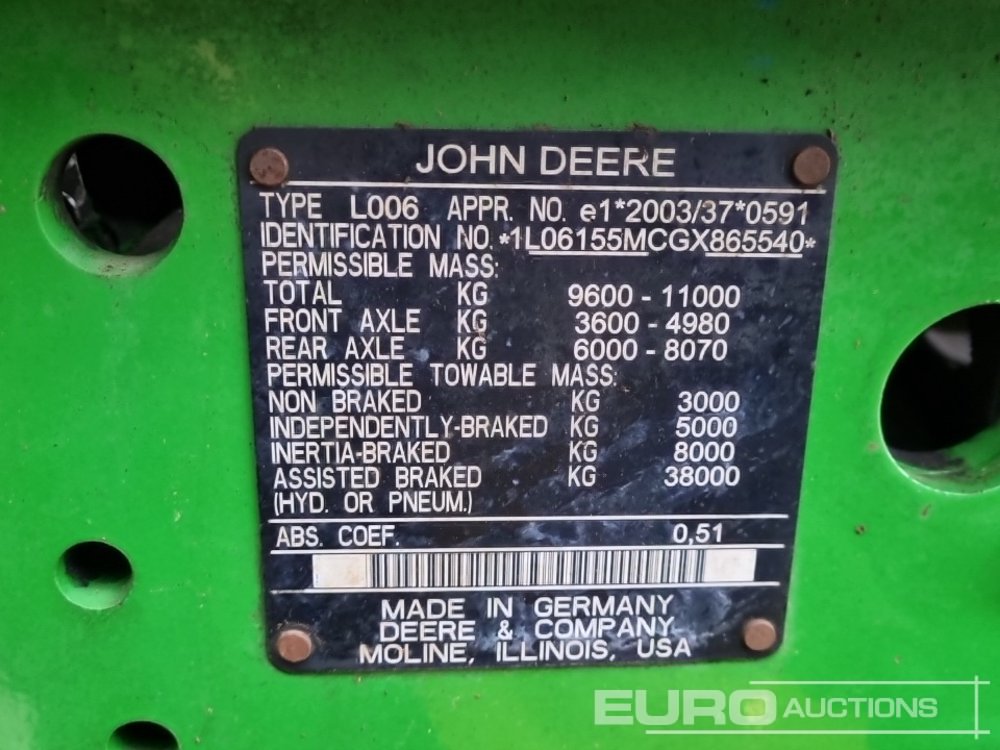 JOHN DEERE
TYPE L006 APPR. NO. e1*2003/37*0591
IDENTIFICATION NO. *1L06155MCGX865540*
PERMISSIBLE MASS:
TOTAL KG 9600 - 11000
FRONT AXLE KG 3600 - 4980
REAR AXLE KG 6000 - 8070
PERMISSIBLE TOWABLE MASS:
NON BRAKED KG 3000
INDEPENDENTLY-BRAKED KG 5000
INERTIA-BRAKED KG 8000
ASSISTED BRAKED KG 38000
(HYD. OR PNEUM.)
ABS. COEF. 0,51
MADE IN GERMANY
DEERE & COMPANY
MOLINE, ILLINOIS, USA
EURO AUCTIONS